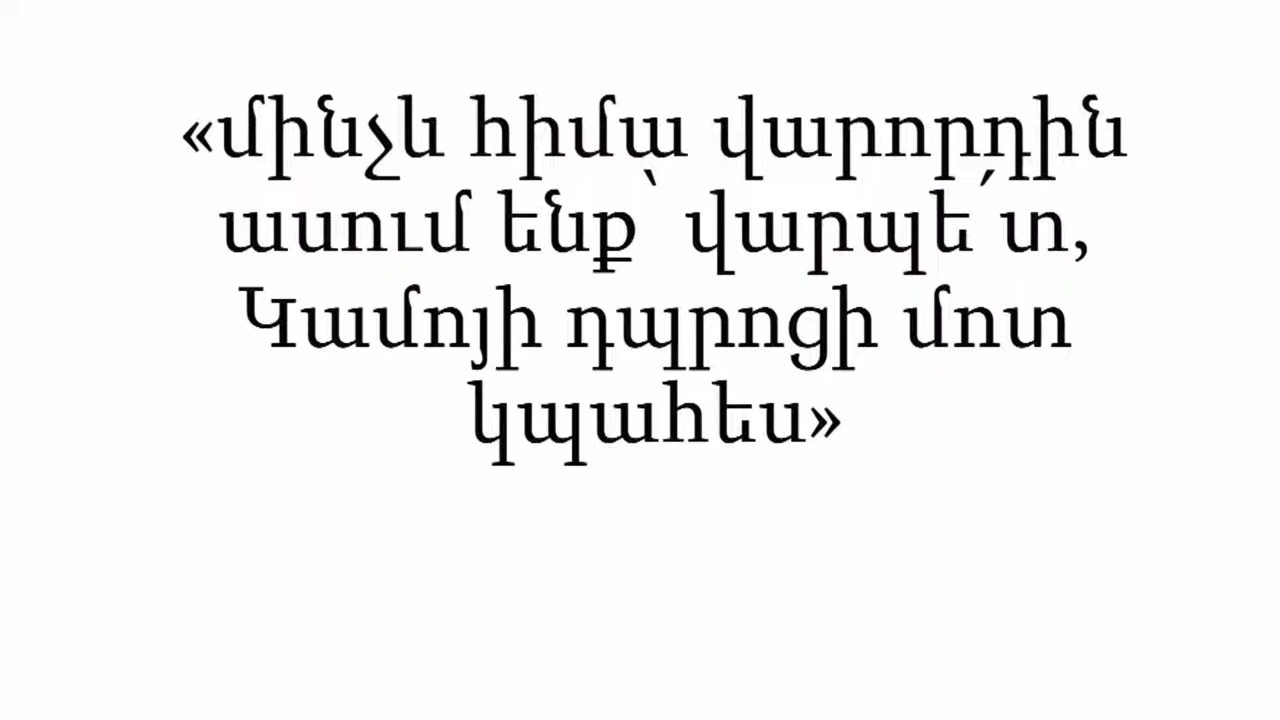 «մինչև հիմա վարորդին
ասում ենք՝ վարպե՛տ,
Կամոյի դպրոցի մոտ
կպահես»